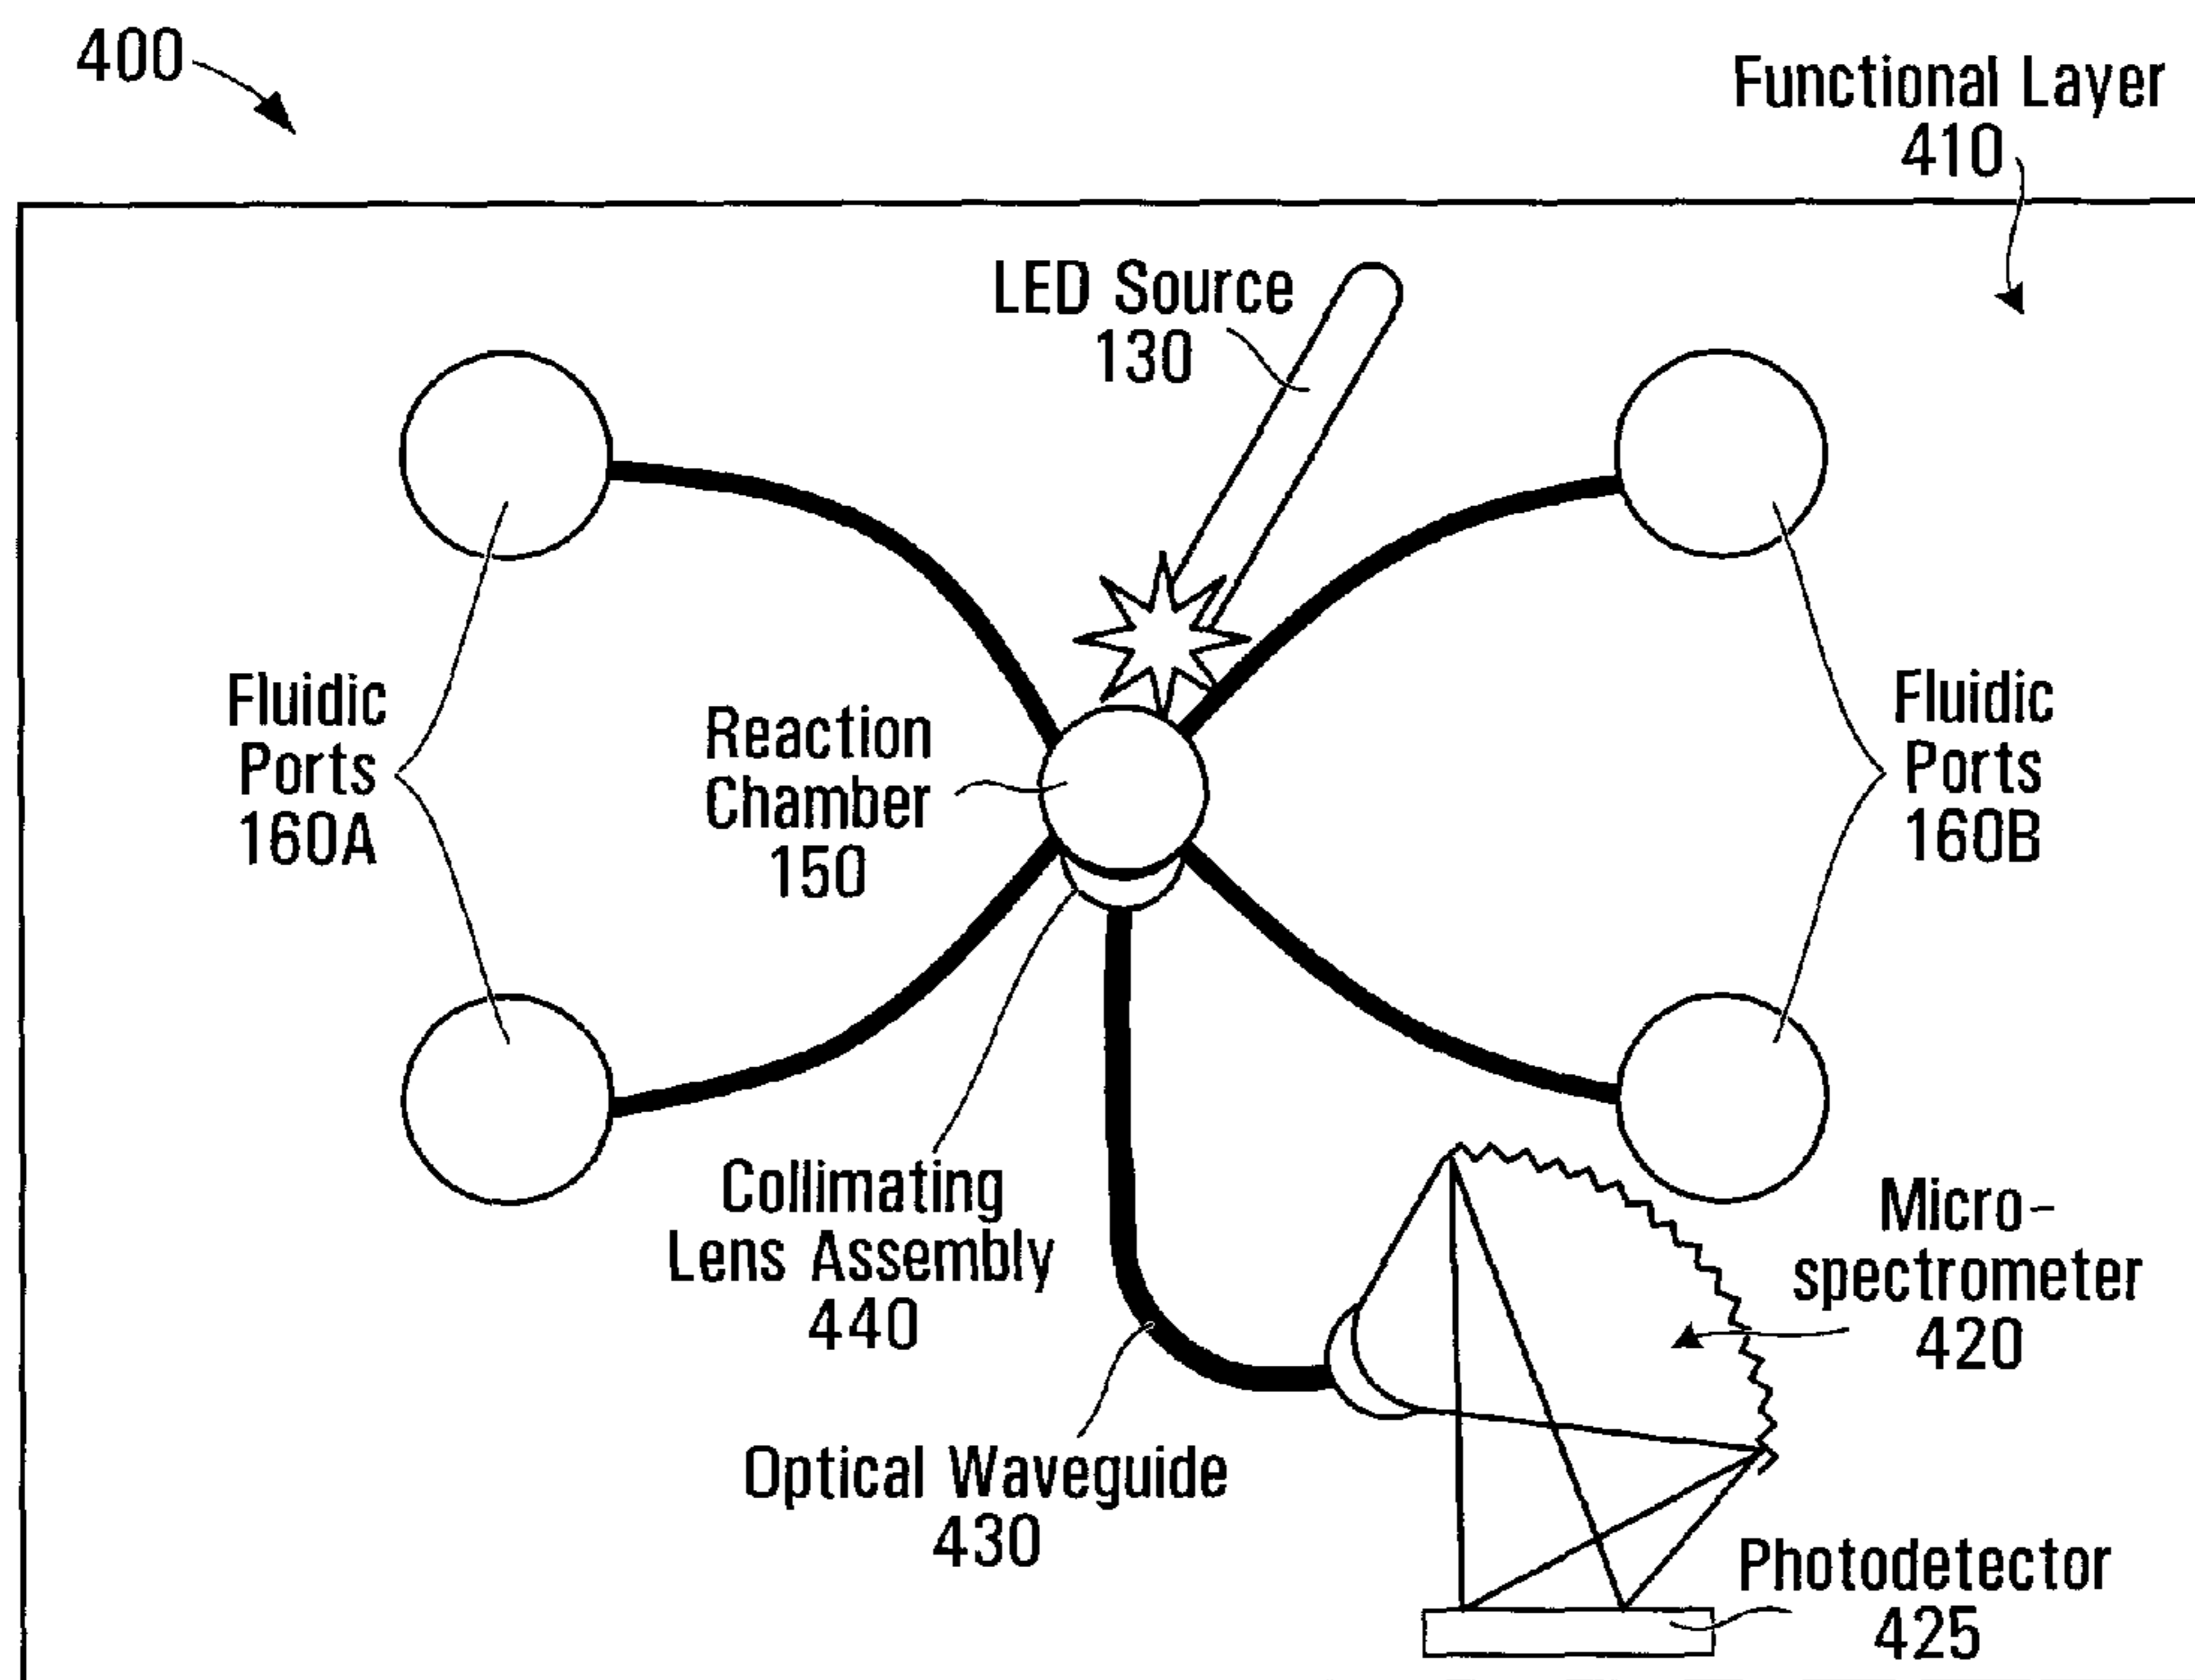 400
Functional Layer
410
LED Source
130
Fluidic
Ports
160A
Reaction
Chamber
150
Fluidic
Ports
160B
Collimating
Lens Assembly
440
Micro-
spectrometer
420
Optical Waveguide
430
Photodetector
425